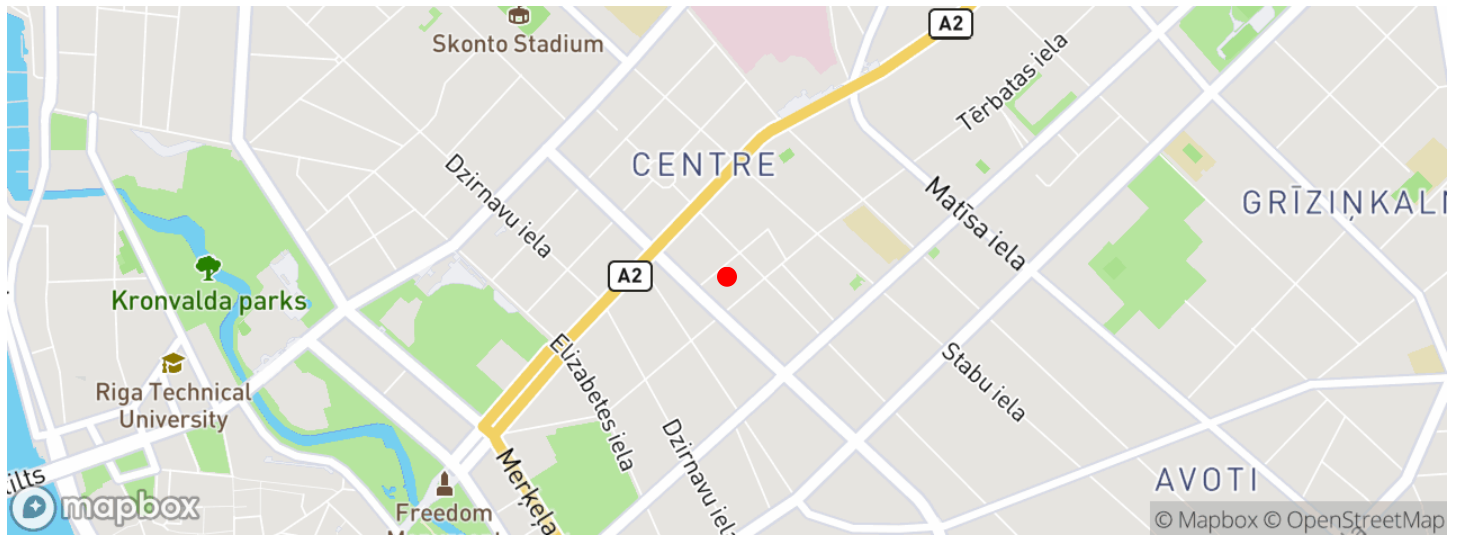 A2
Skonto Stadium
Tērbatas iela
CENTRE
Dzirnavu iela
Matīsa iela
GRĪZIŅKALN
A2
Kronvalda parks
Elizabetes iela
Stabu iela
Riga Technical
University
Dzirnavu iela
Merķeļa
AVOTI
Freedom
mapbox
© Mapbox © OpenStreetMap